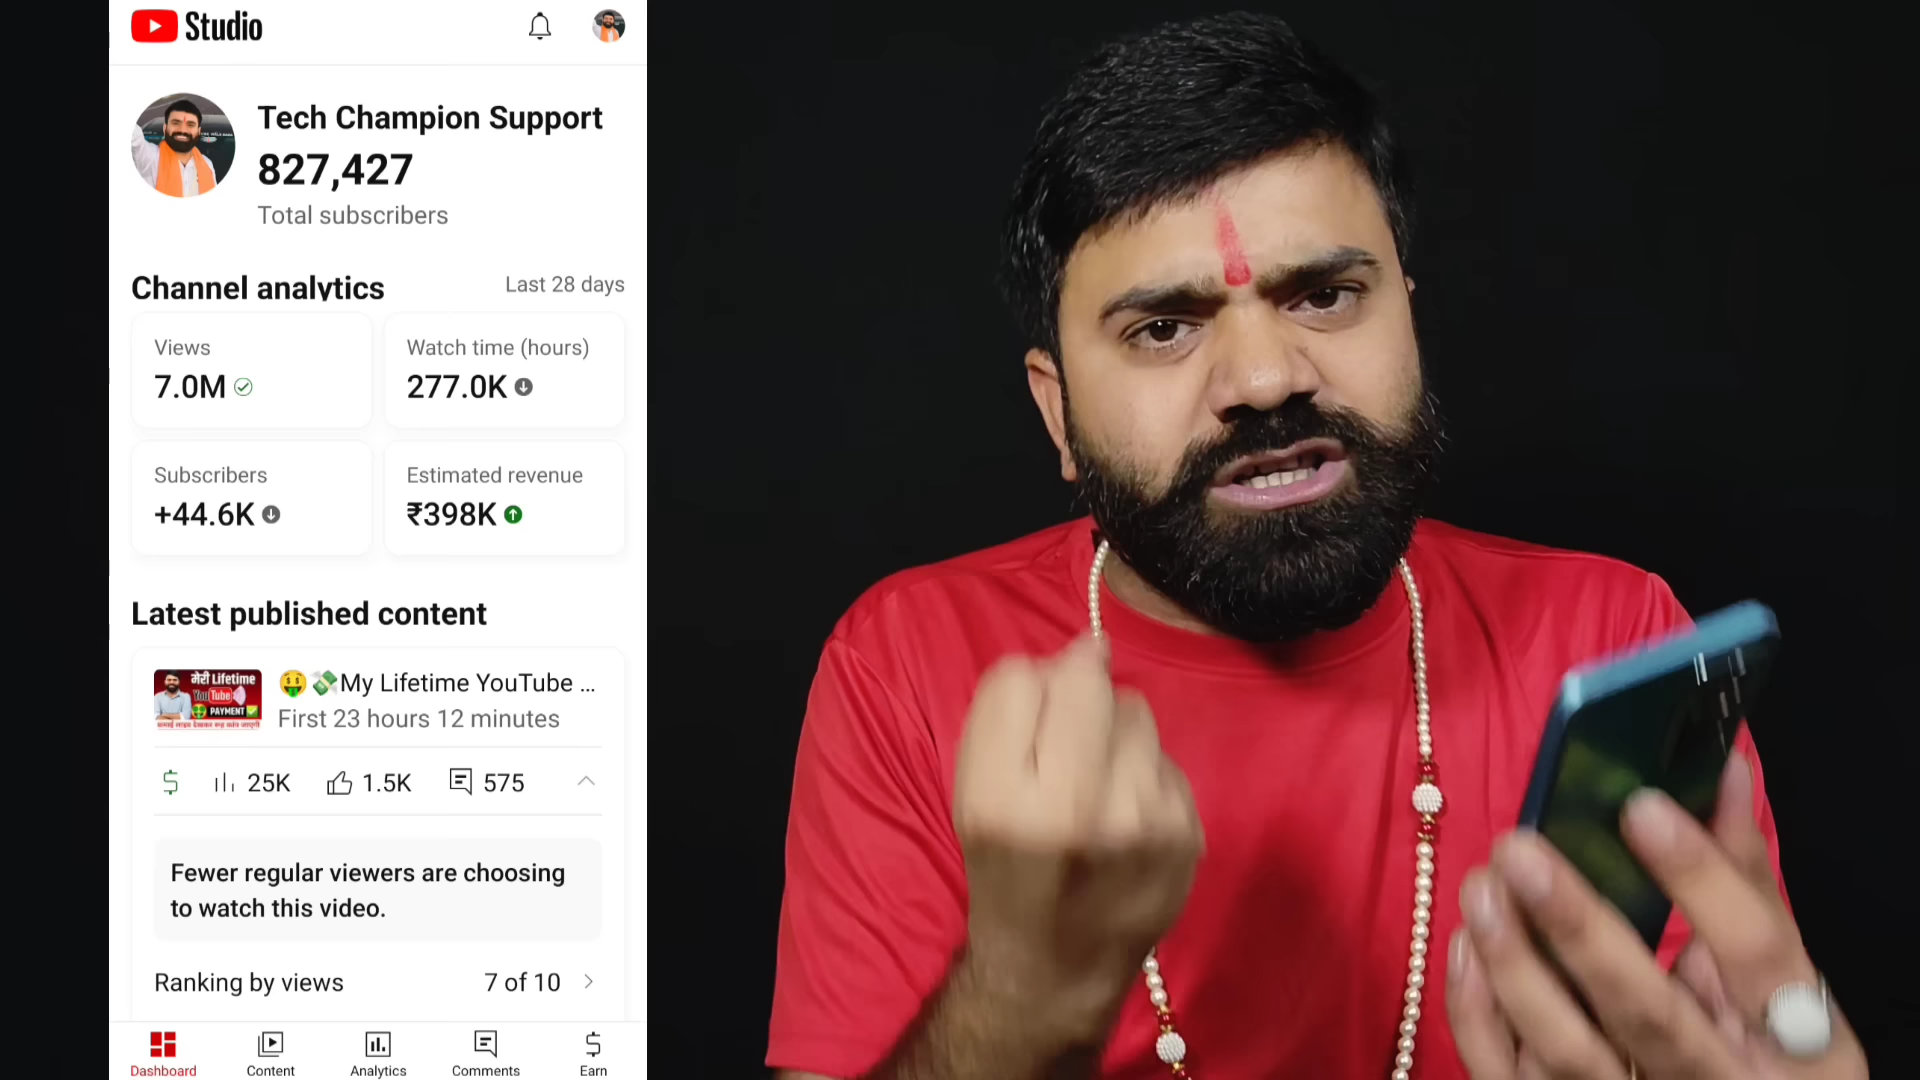 Studio
Tech Champion Support
827,427
Total subscribers
Channel analytics
Last 28 days
Views
7.0M
Watch time (hours)
277.0K
Subscribers
+44.6K
Estimated revenue
₹398K
Latest published content
मेरी Lifetime
YouTube
PAYMENT
🤑💸My Lifetime YouTube ...
First 23 hours 12 minutes
25K
1.5K
575
Fewer regular viewers are choosing
to watch this video.
Ranking by views
7 of 10
Dashboard
Content
Analytics
Comments
Earn